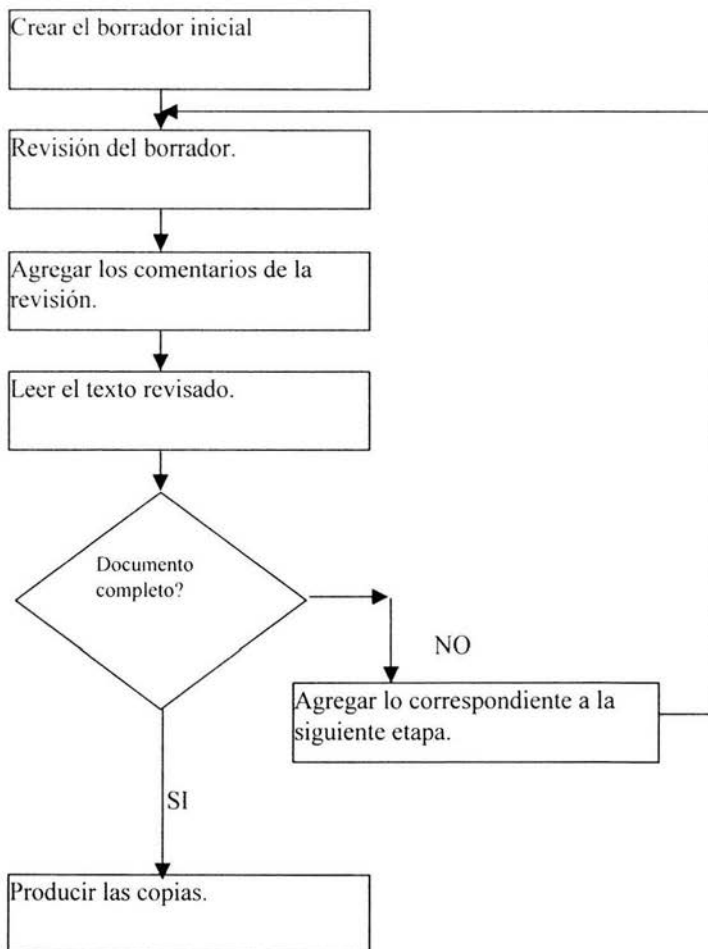 Crear el borrador inicial
Revisión del borrador.
Agregar los comentarios de la
revisión.
Leer el texto revisado.
Documento
completo?
NO
Agregar lo correspondiente a la
siguiente etapa.
SI
Producir las copias.